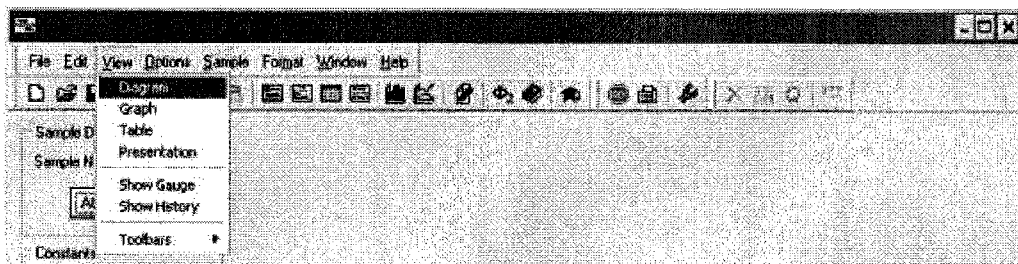 File Edit View Options Sample Format Window Help
Diagram
Graph
Sample D
Table
Sample N
Presentation
Show Gauge
Show History
Toolbars
Constants